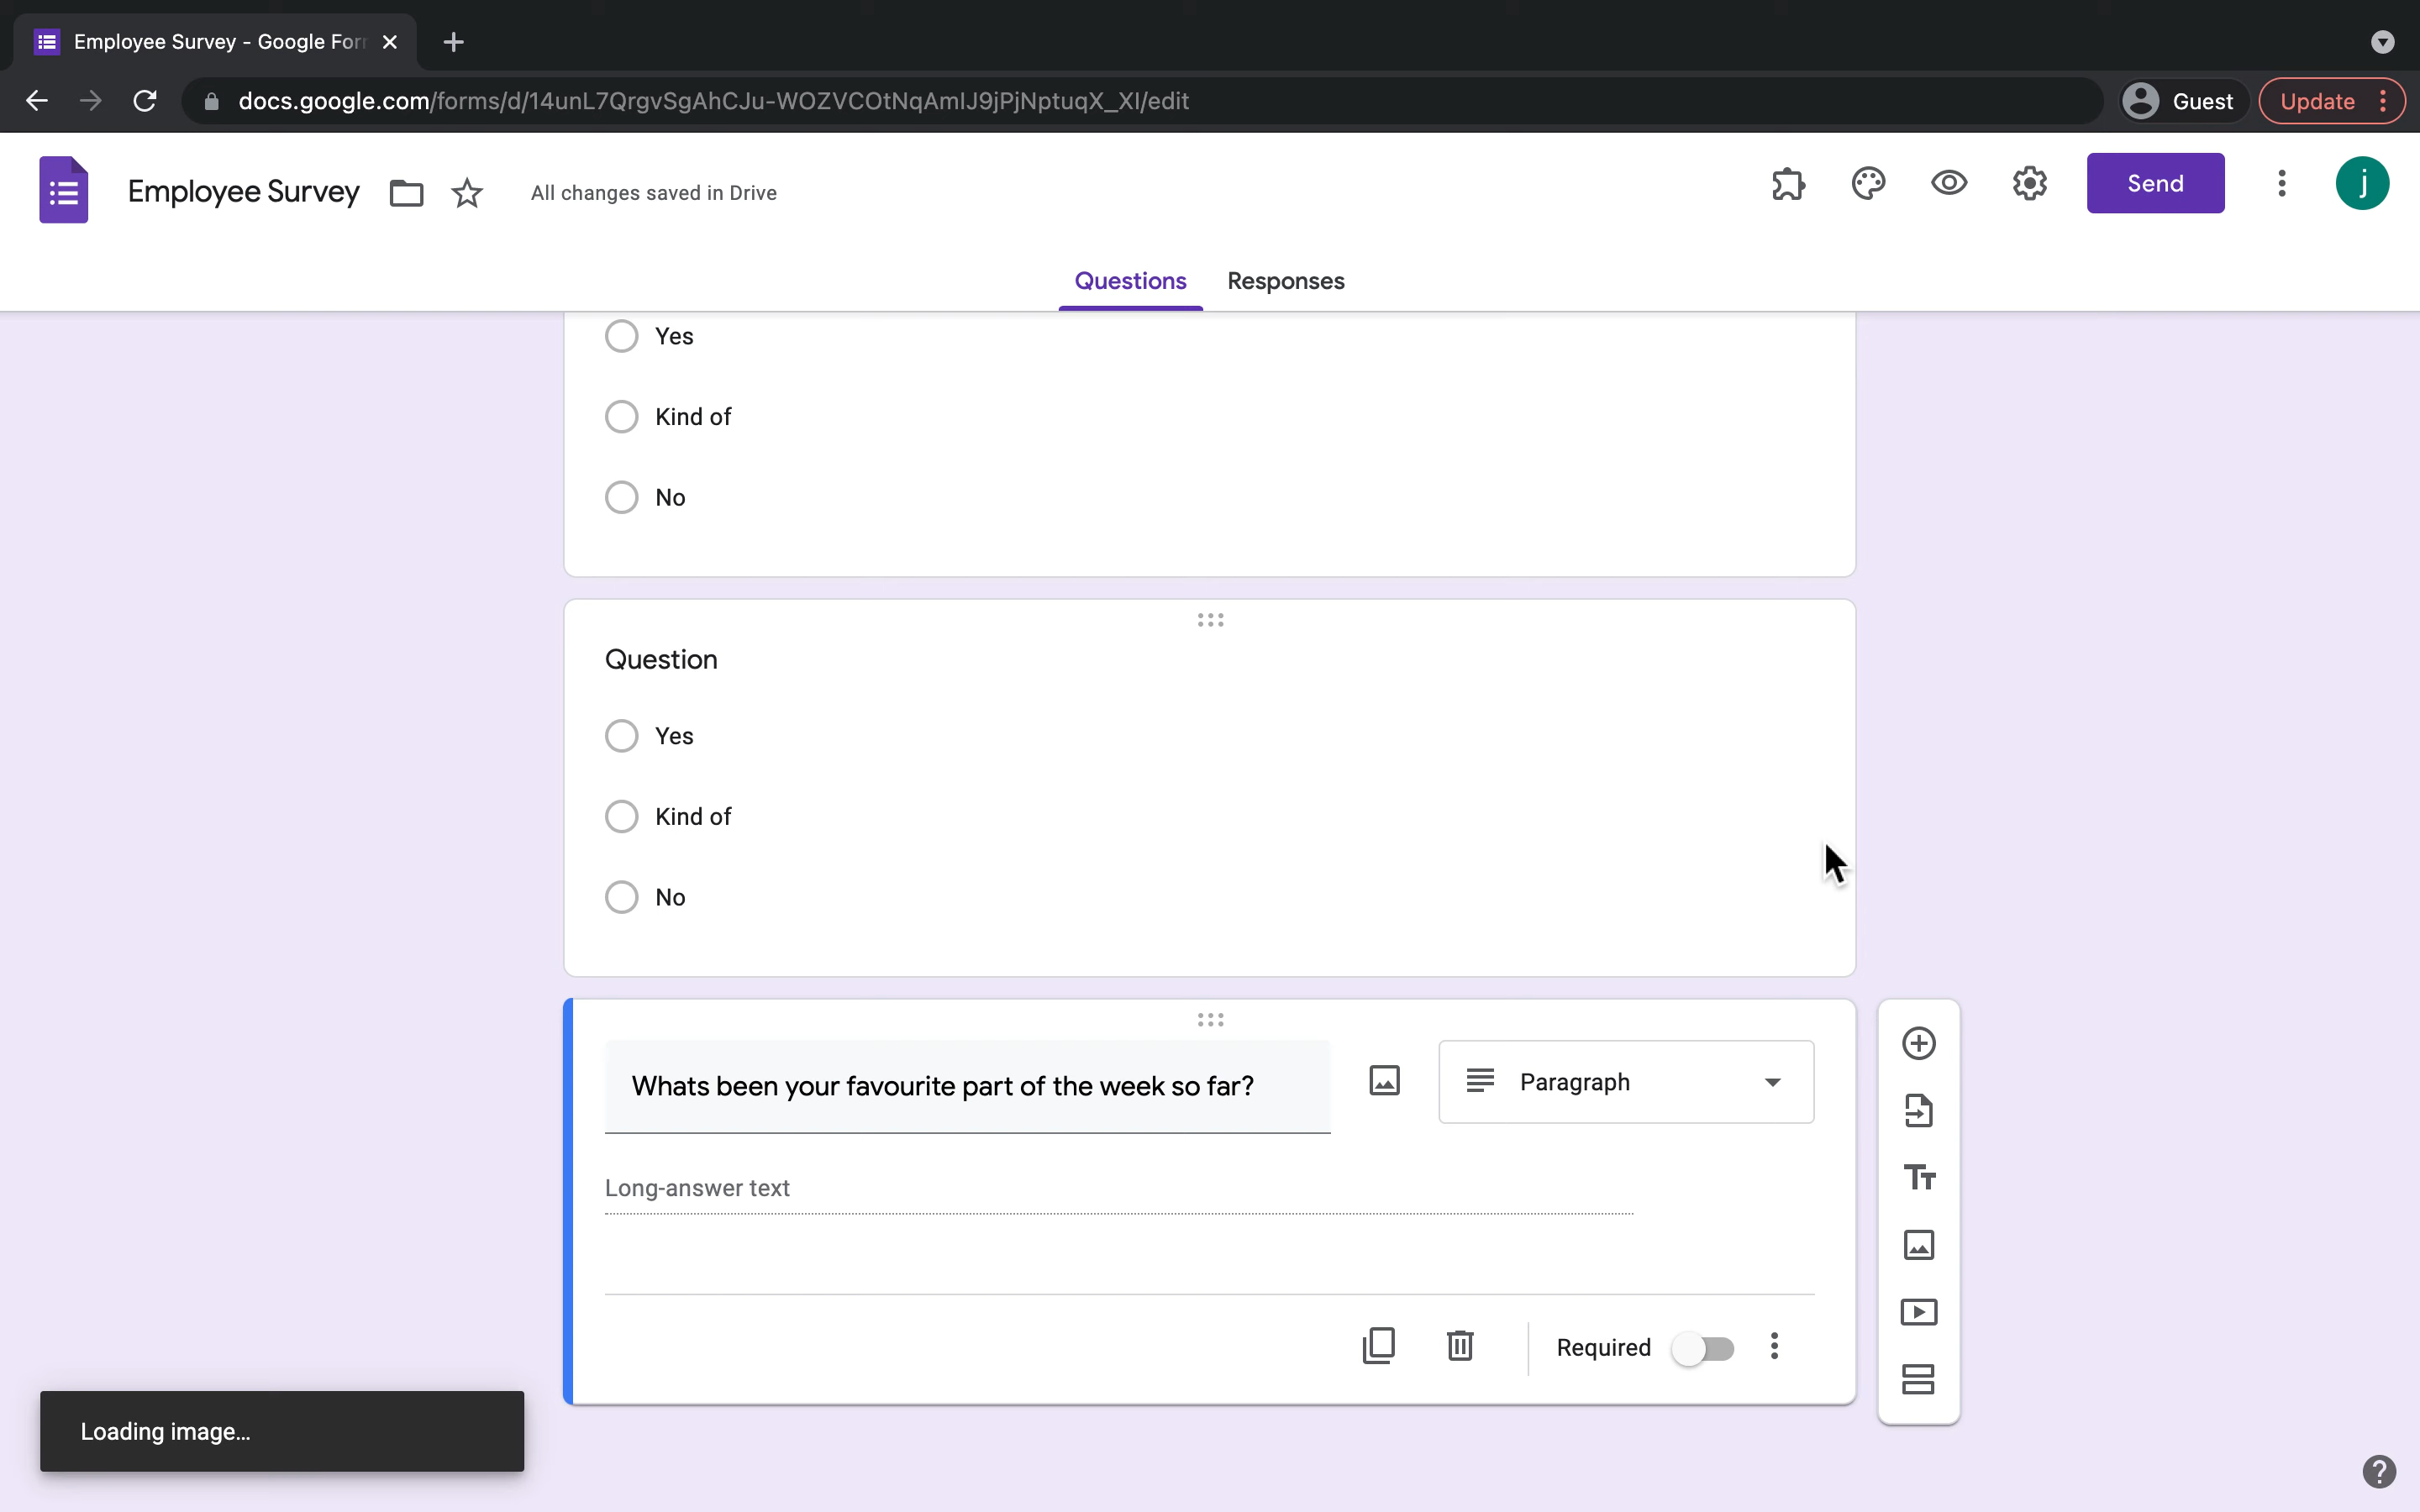 Employee Survey - Google For
docs.google.com/forms/d/14unL7QrgvSgAhCJu-WOZVCOtNqAmIJ9jPjNptuqX_XI/edit
Guest
Update
Employee Survey
All changes saved in Drive
Send
j
Questions
Responses
Yes
Kind of
No
Question
Yes
Kind of
No
Whats been your favourite part of the week so far?
Paragraph
Long-answer text
Required
Loading image...